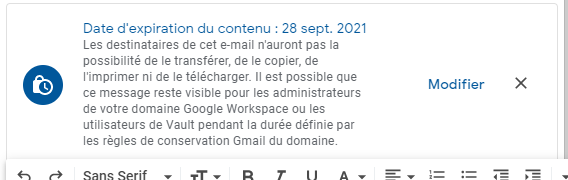 Date d'expiration du contenu : 28 sept. 2021
Les destinataires de cet e-mail n'auront pas la
possibilité de le transférer, de le copier, de
l'imprimer ni de le télécharger. Il est possible que
ce message reste visible pour les administrateurs
de votre domaine Google Workspace ou les
utilisateurs de Vault pendant la durée définie par
les règles de conservation Gmail du domaine.
Modifier
Sans Serif